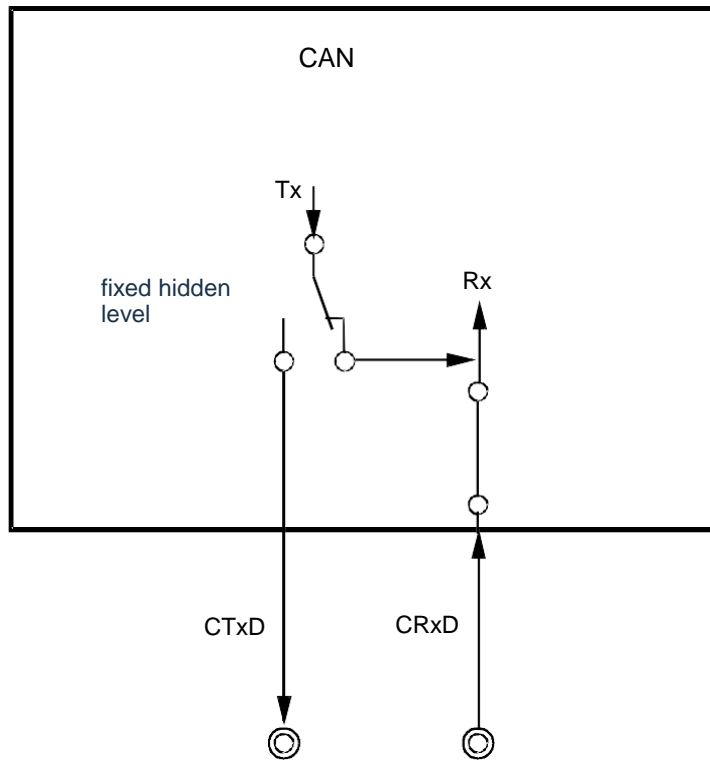 CAN
Tx
fixed hidden
level
Rx
CTxD
CRxD